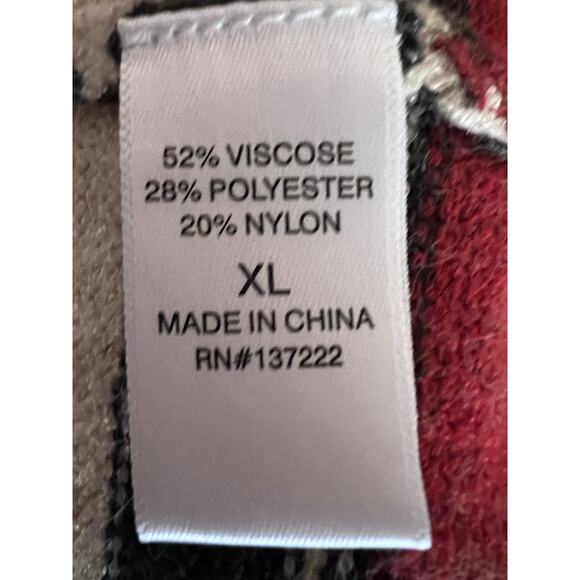 52% VISCOSE
28% POLYESTER
20% NYLON
XL
MADE IN CHINA
RN#137222